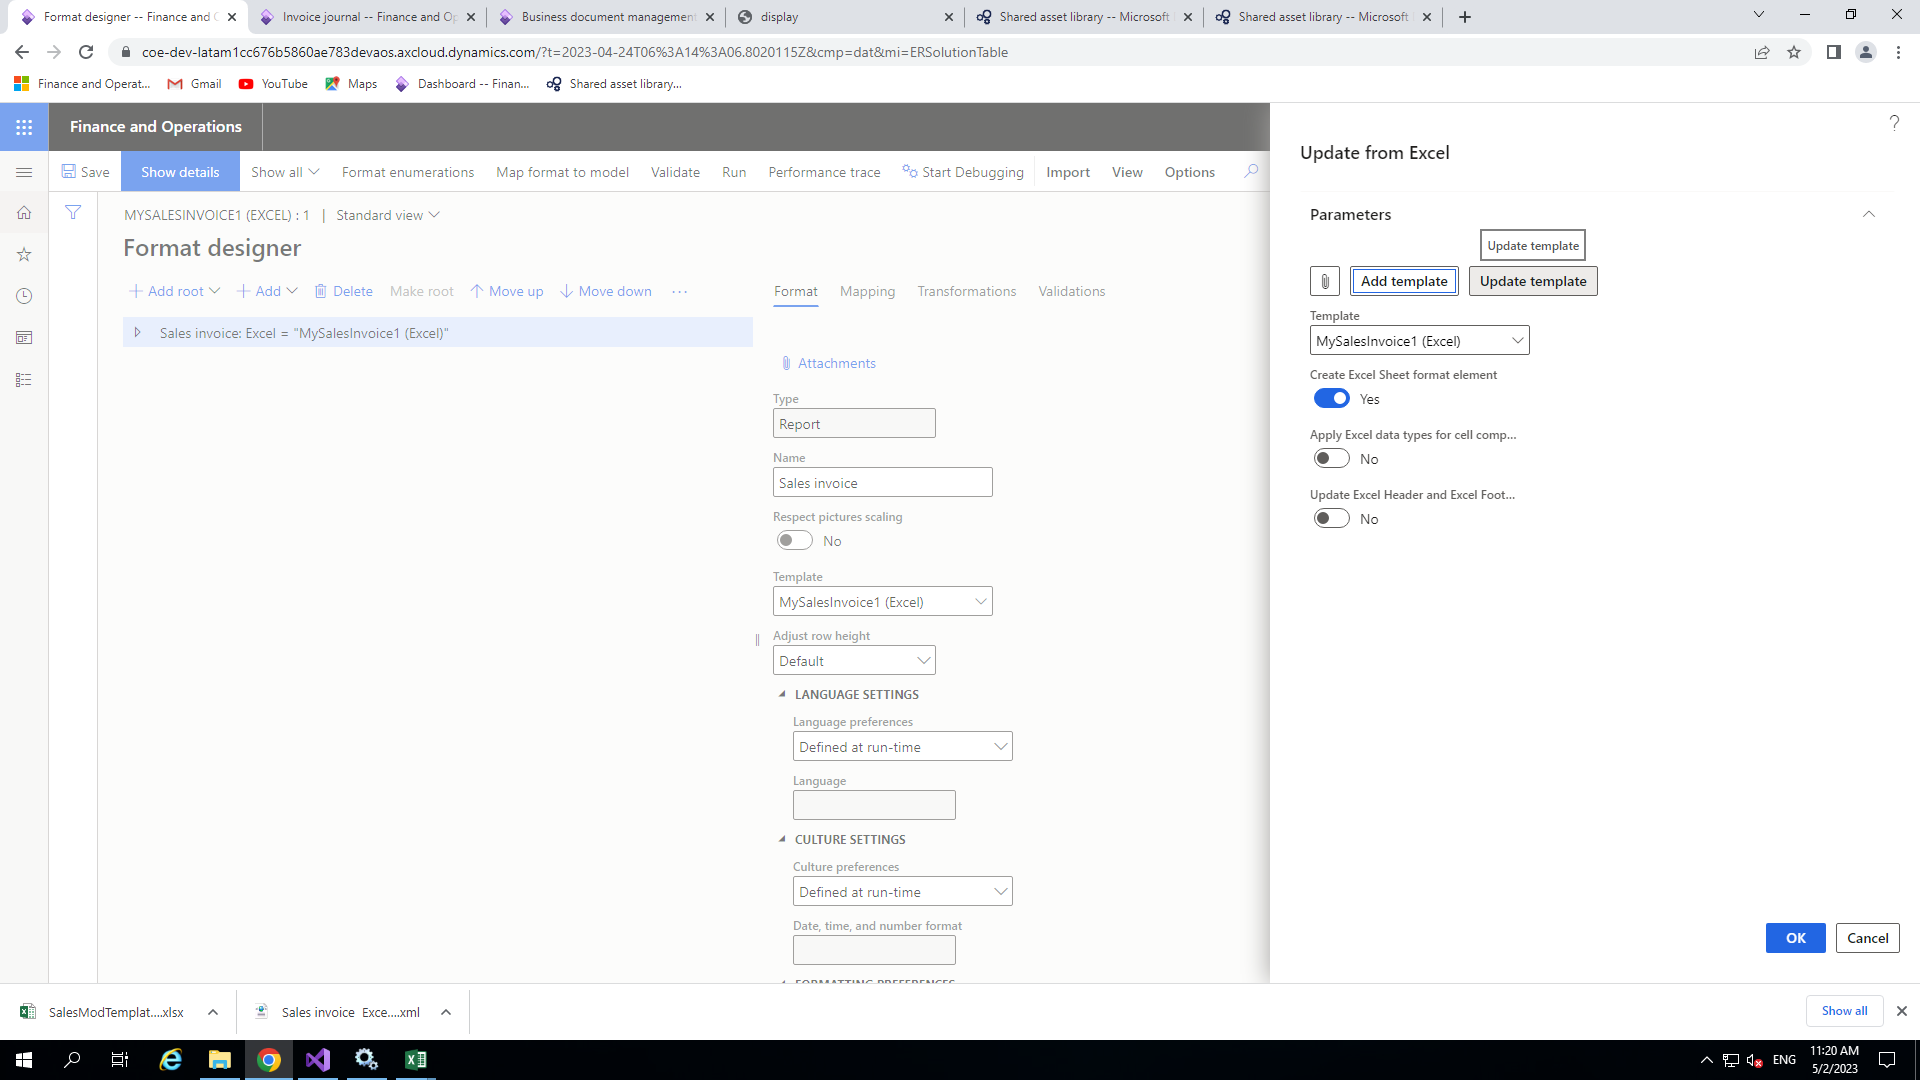 Format designer -- Finance and O
Invoice journal -- Finance and Op
Business document management
display
Shared asset library -- Microsoft
Shared asset library -- Microsoft
coe-dev-latam1cc676b5860ae783devaos.axcloud.dynamics.com/?t=2023-04-24T06%3A14%3A06.8020115Z&cmp=dat&mi=ERSolutionTable
Finance and Operat...
Gmail
YouTube
Maps
Dashboard -- Finan...
Shared asset library...
Finance and Operations
?
Update from Excel
Save
Show details
Show all
Format enumerations
Map format to model
Validate
Run
Performance trace
Start Debugging
Import
View
Options
MYSALESINVOICE1 (EXCEL) : 1 | Standard view
Format designer
Add root
Add
Delete
Make root
Move up
Move down
...
Format
Mapping
Transformations
Validations
Sales invoice: Excel = "MySalesInvoice1 (Excel)"
Attachments
Type
Report
Name
Sales invoice
Respect pictures scaling
No
Template
MySalesInvoice1 (Excel)
Adjust row height
Default
LANGUAGE SETTINGS
Language preferences
Defined at run-time
Language
CULTURE SETTINGS
Culture preferences
Defined at run-time
Date, time, and number format
FORMATTING PREFERENCES
Parameters
Update template
Add template
Update template
Template
MySalesInvoice1 (Excel)
Create Excel Sheet format element
Yes
Apply Excel data types for cell comp...
No
Update Excel Header and Excel Foot...
No
OK
Cancel
SalesModTemplat....xlsx
Sales invoice Exce....xml
Show all
ENG
11:20 AM
5/2/2023